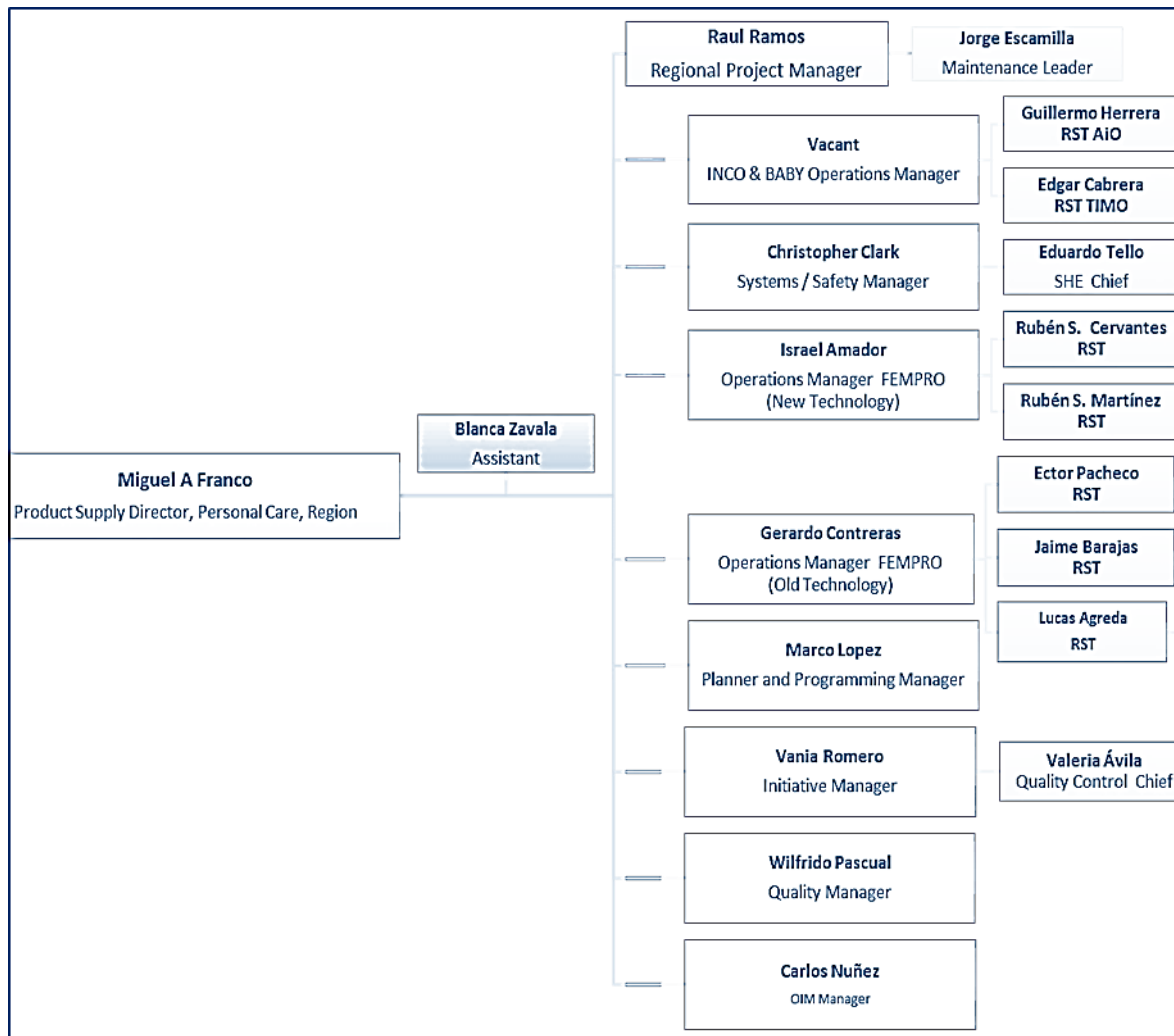 Raul Ramos
Regional Project Manager
Jorge Escamilla
Maintenance Leader
Vacant
INCO & BABY Operations Manager
Guillermo Herrera
RST AiO
Edgar Cabrera
RST TIMO
Christopher Clark
Systems / Safety Manager
Eduardo Tello
SHE Chief
Israel Amador
Operations Manager FEMPRO
(New Technology)
Rubén S. Cervantes
RST
Rubén S. Martínez
RST
Blanca Zavala
Assistant
Miguel A Franco
Product Supply Director, Personal Care, Region
Gerardo Contreras
Operations Manager FEMPRO
(Old Technology)
Ector Pacheco
RST
Jaime Barajas
RST
Lucas Agreda
RST
Marco Lopez
Planner and Programming Manager
Vania Romero
Initiative Manager
Valeria Ávila
Quality Control Chief
Wilfrido Pascual
Quality Manager
Carlos Nuñez
OIM Manager